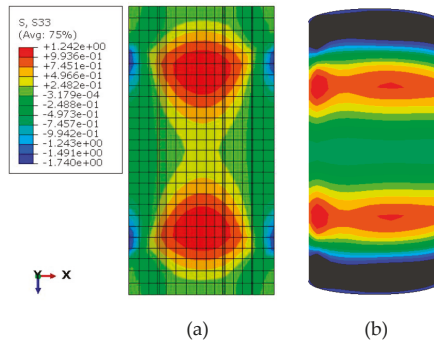 S, S33
(Avg: 75%)
+1.242e+00
+9.936e-01
+7.451e-01
+4.966e-01
+2.482e-01
-3.179e-04
-2.488e-01
-4.973e-01
-7.457e-01
-9.942e-01
-1.243e+00
-1.491e+00
-1.740e+00
Y X
(a) (b)